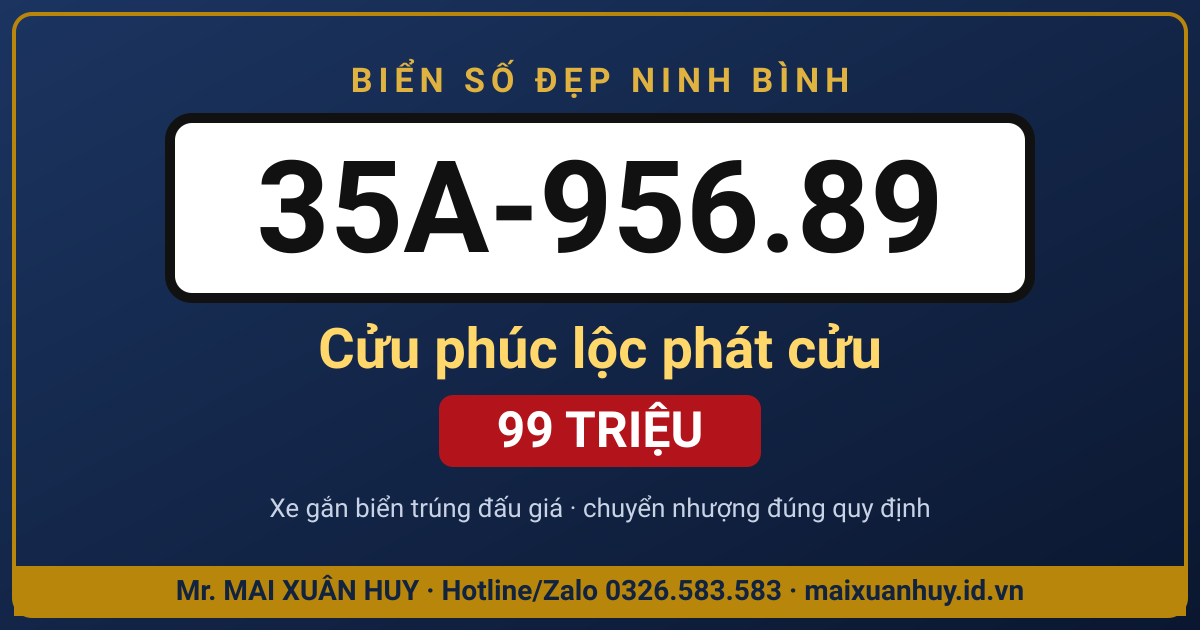 BIỂN SỐ ĐẸP NINH BÌNH
35A-956.89
Cửu phúc lộc phát cửu
99 TRIỆU
Xe gắn biển trúng đấu giá · chuyển nhượng đúng quy định
Mr. MAI XUÂN HUY · Hotline/Zalo 0326.583.583 · maixuanhuy.id.vn